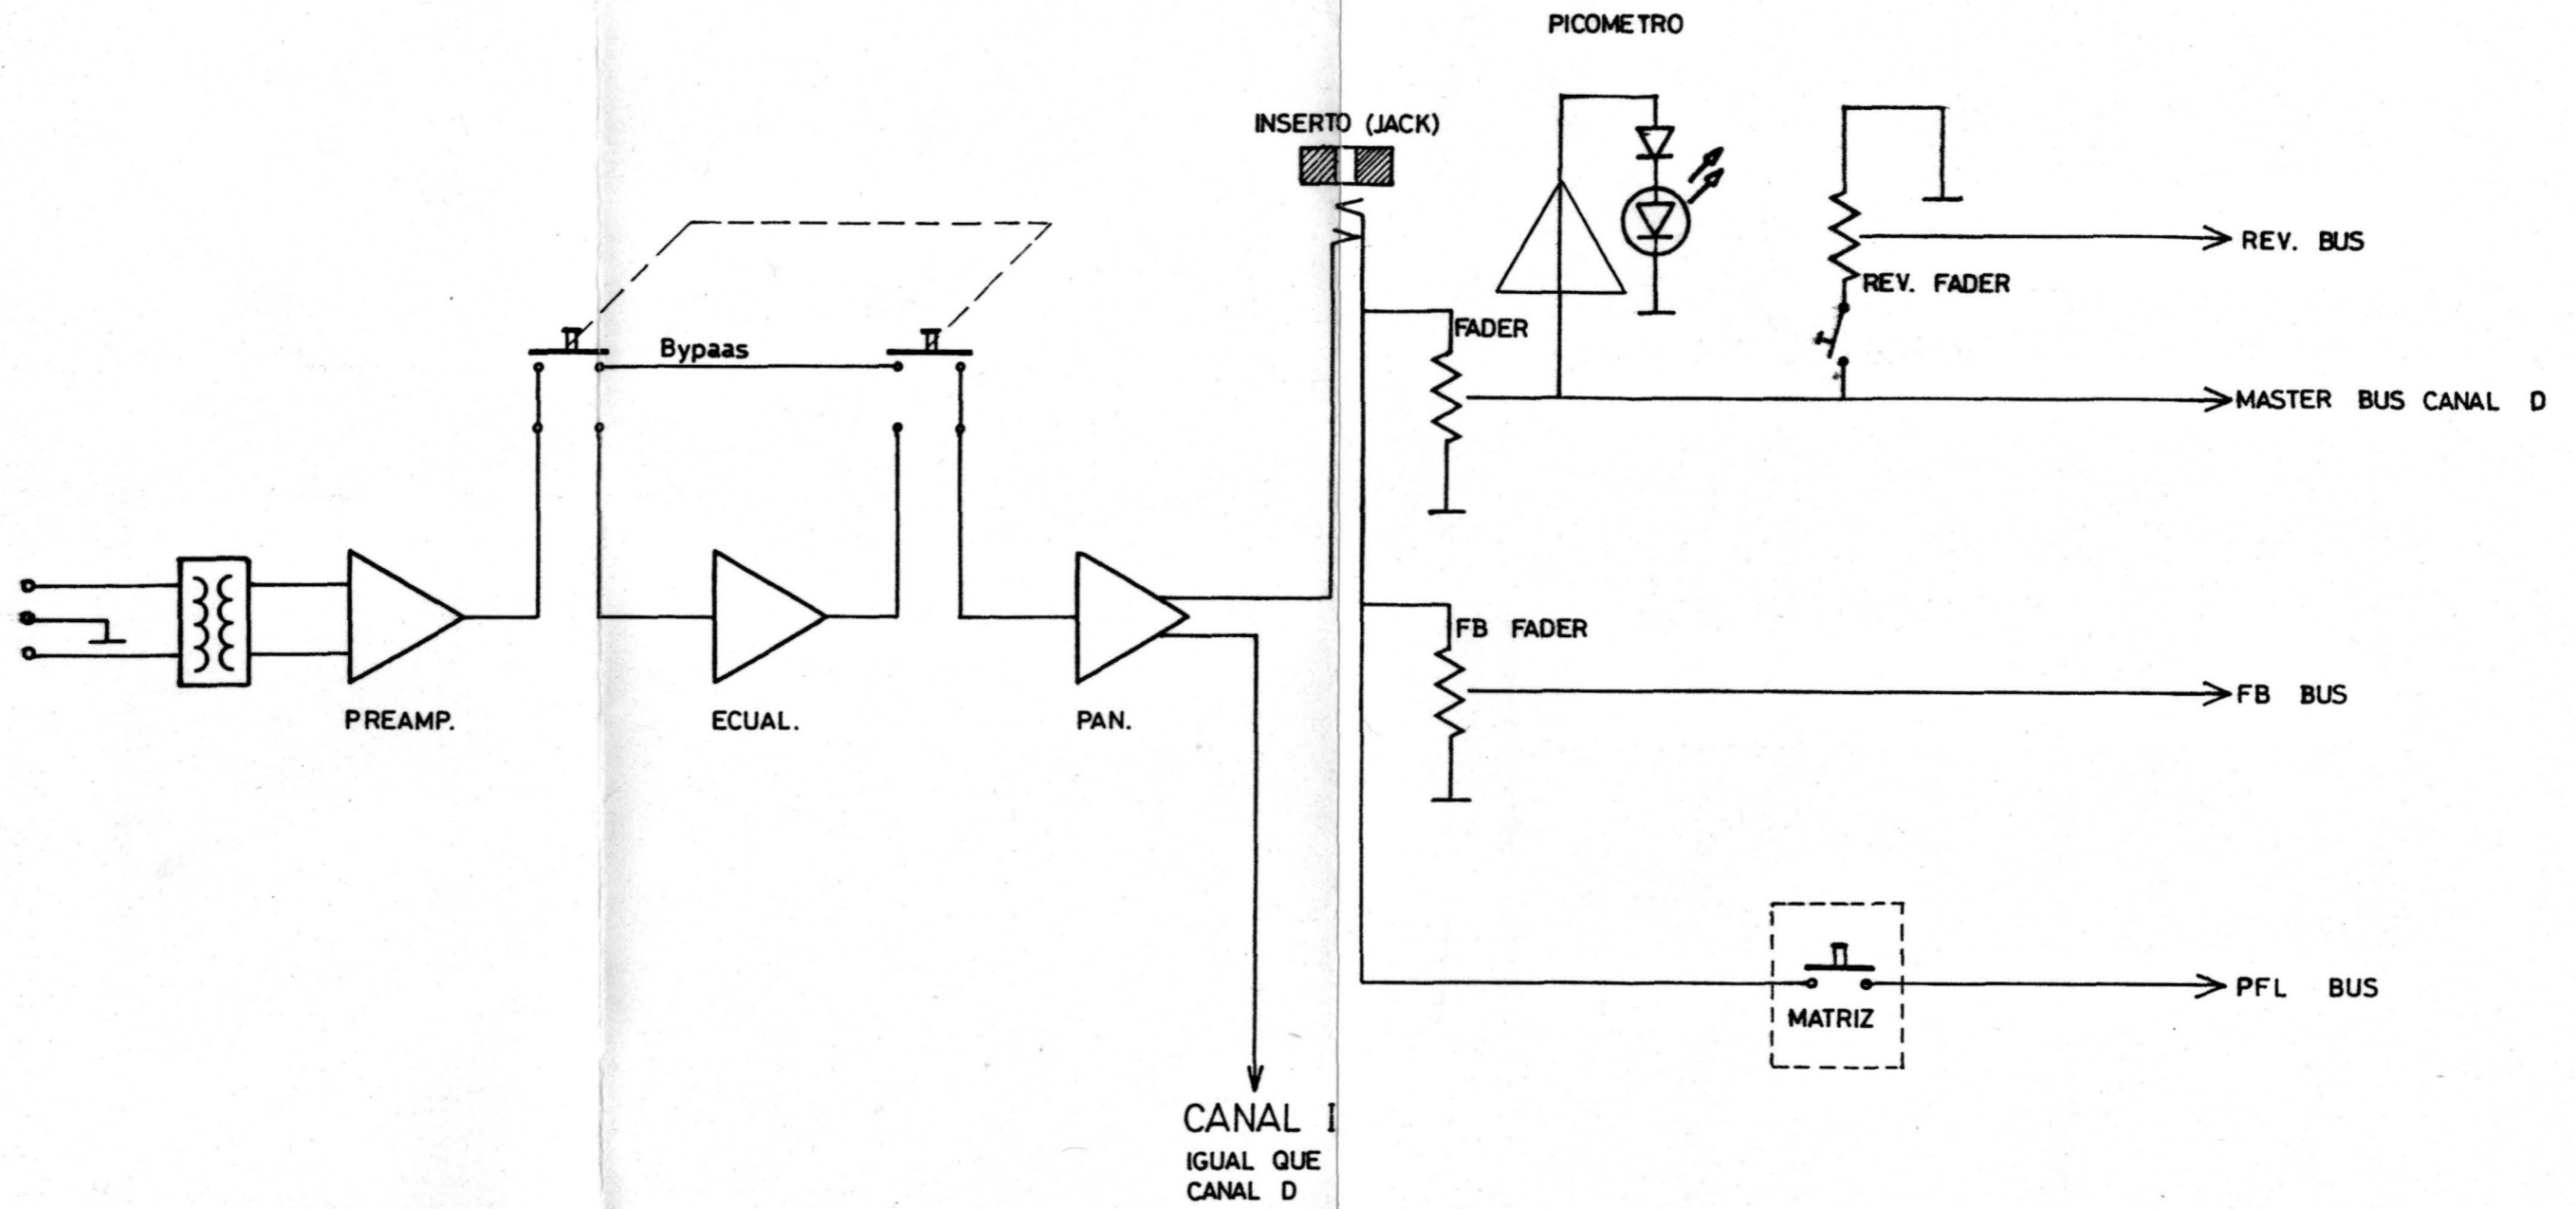 PICOMETRO
INSERTO (JACK)
REV. BUS
REV. FADER
FADER
Bypaas
MASTER BUS CANAL D
FB FADER
FB BUS
PREAMP.
ECUAL.
PAN.
PFL BUS
MATRIZ
CANAL I
IGUAL QUE
CANAL D